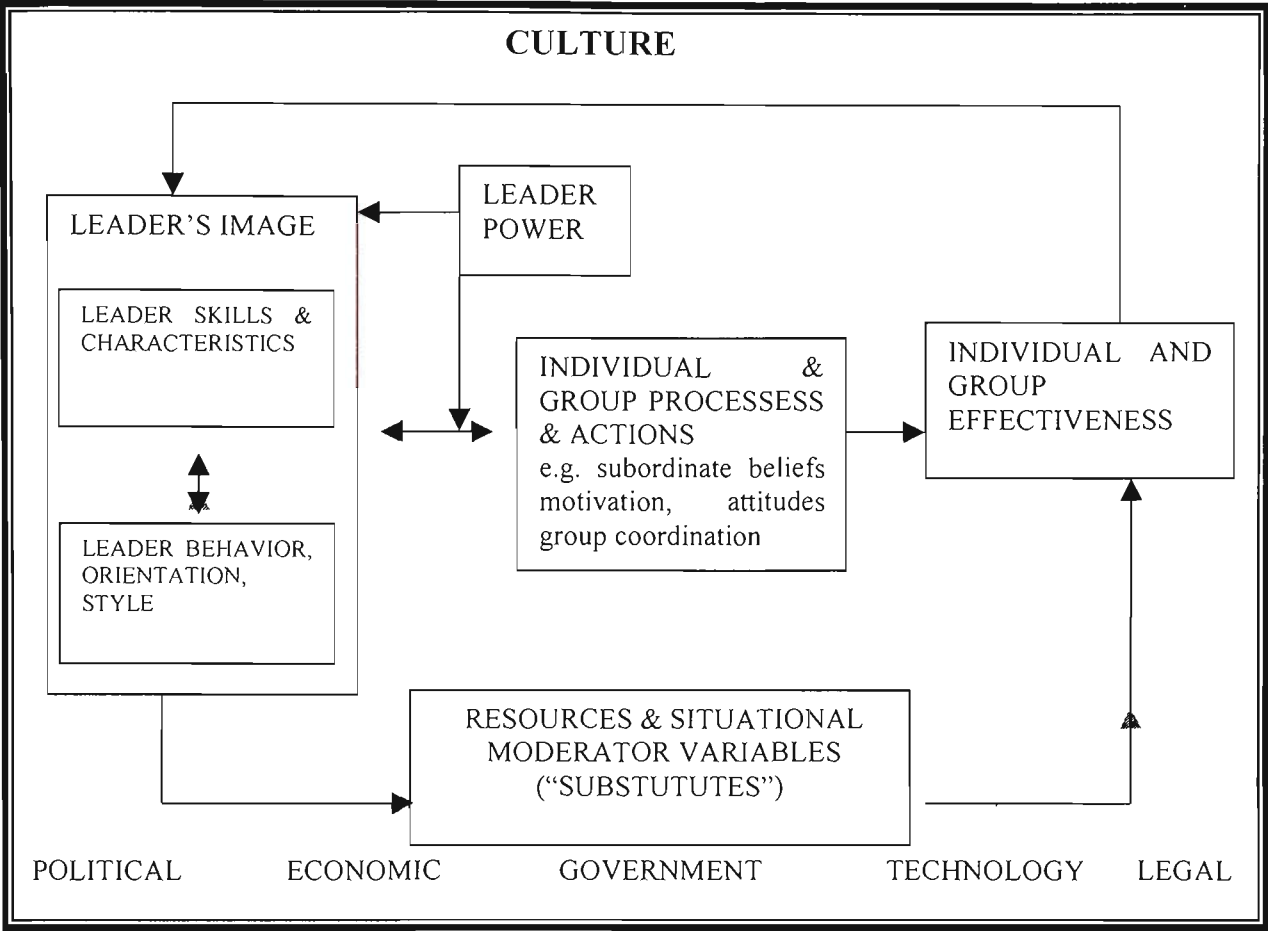 CULTURE
LEADER'S IMAGE
LEADER POWER
LEADER SKILLS &
CHARACTERISTICS
LEADER BEHAVIOR,
ORIENTATION,
STYLE
INDIVIDUAL &
GROUP PROCESSESS
& ACTIONS
e.g. subordinate beliefs
motivation, attitudes
group coordination
INDIVIDUAL AND
GROUP
EFFECTIVENESS
RESOURCES & SITUATIONAL
MODERATOR VARIABLES
(“SUBSTUTUTES”)
POLITICAL ECONOMIC GOVERNMENT TECHNOLOGY LEGAL